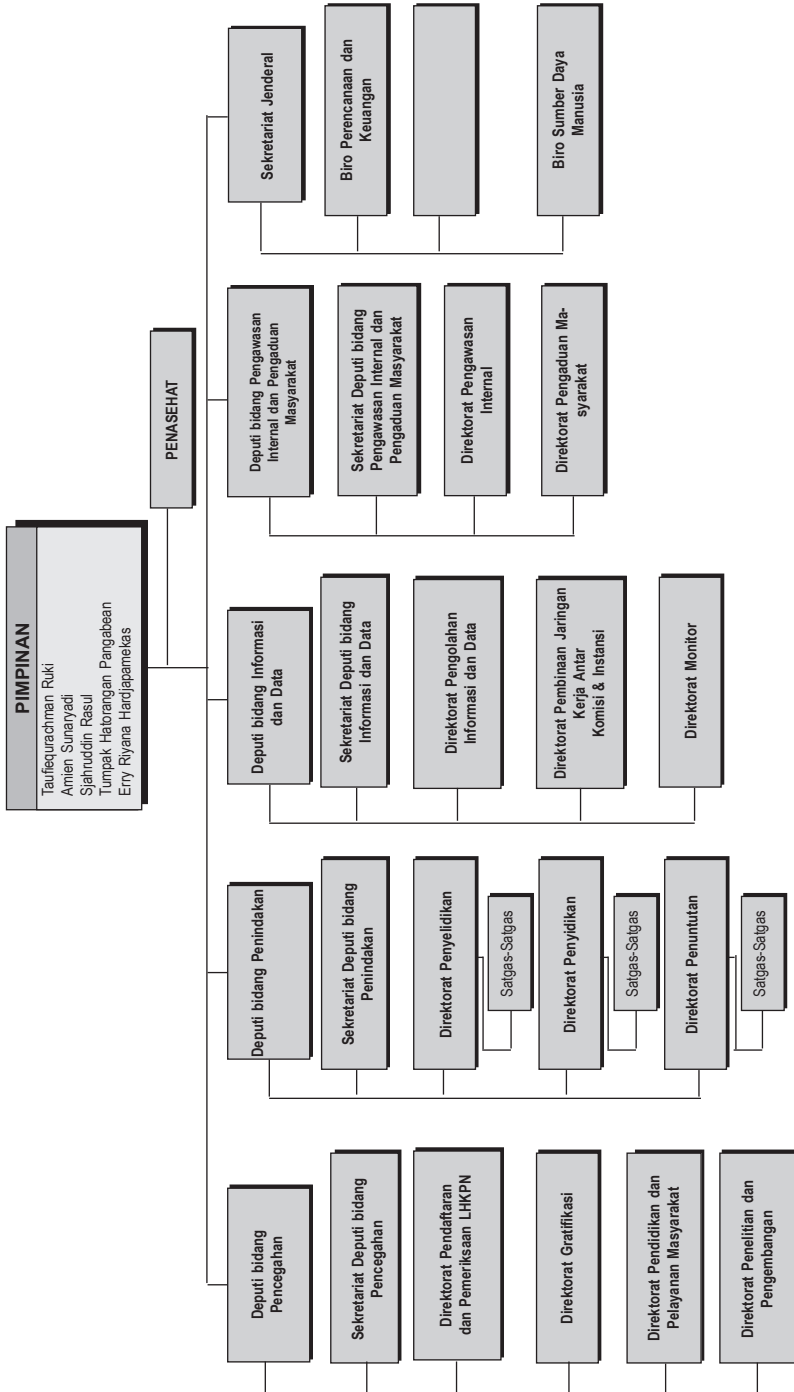 PIMPINAN
Taufiequrachman Ruki
Amien Sunaryadi
Sjahruddin Rasul
Tumpak Hatorangan Pangabean
Erry Riyana Hardjapamekas
PENASEHAT
Deputi bidang
Pencegahan
Sekretariat Deputi bidang
Pencegahan
Direktorat Pendaftaran
dan Pemeriksaan LHKPN
Direktorat Gratifikasi
Direktorat Pendidikan dan
Pelayanan Masyarakat
Direktorat Penelitian dan
Pengembangan
Deputi bidang Penindakan
Sekretariat Deputi bidang
Penindakan
Direktorat Penyelidikan
Satgas-Satgas
Direktorat Penyidikan
Satgas-Satgas
Direktorat Penuntutan
Satgas-Satgas
Deputi bidang Informasi
dan Data
Sekretariat Deputi bidang
Informasi dan Data
Direktorat Pengolahan
Informasi dan Data
Direktorat Pembinaan Jaringan
Kerja Antar
Komisi & Instansi
Direktorat Monitor
Deputi bidang Pengawasan
Internal dan Pengaduan
Masyarakat
Sekretariat Deputi bidang
Pengawasan Internal dan
Pengaduan Masyarakat
Direktorat Pengawasan
Internal
Direktorat Pengaduan Ma-
syarakat
Sekretariat Jenderal
Biro Perencanaan dan
Keuangan
Biro Sumber Daya
Manusia